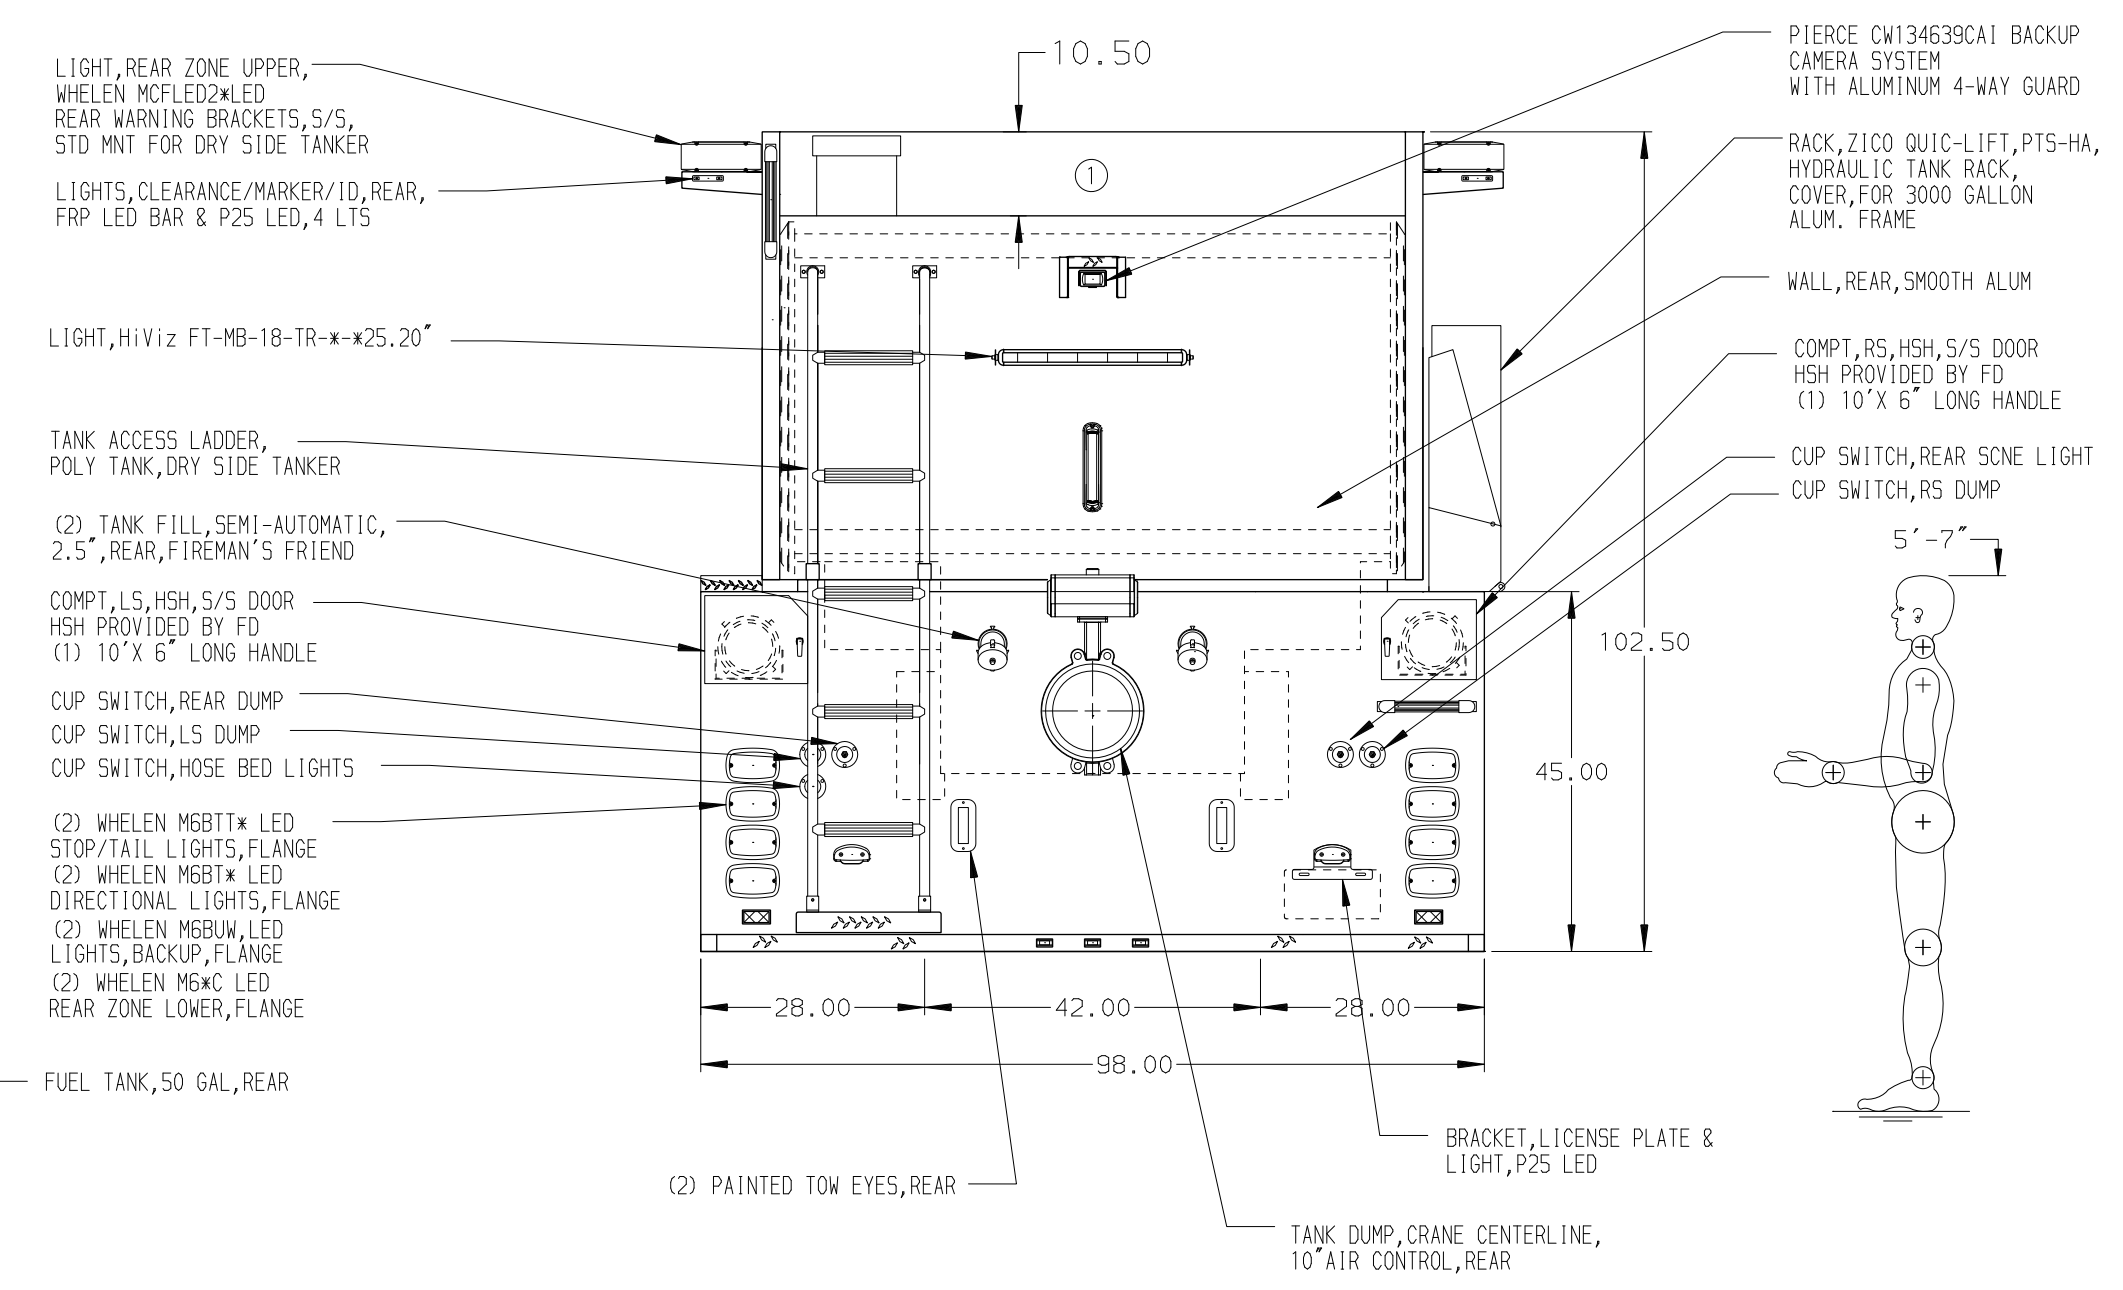 LIGHT,REAR ZONE UPPER,
WHELEN MCFLED2*LED
REAR WARNING BRACKETS,S/S,
STD MNT FOR DRY SIDE TANKER
LIGHTS,CLEARANCE/MARKER/ID,REAR,
FRP LED BAR & P25 LED,4 LTS
LIGHT,HiViz FT-MB-18-TR-*-*25.20"
TANK ACCESS LADDER,
POLY TANK,DRY SIDE TANKER
(2) TANK FILL,SEMI-AUTOMATIC,
2.5",REAR,FIREMAN'S FRIEND
COMPT,LS,HSH,S/S DOOR
HSH PROVIDED BY FD
(1) 10'X 6" LONG HANDLE
CUP SWITCH,REAR DUMP
CUP SWITCH,LS DUMP
CUP SWITCH,HOSE BED LIGHTS
(2) WHELEN M6BTT* LED
STOP/TAIL LIGHTS,FLANGE
(2) WHELEN M6BT* LED
DIRECTIONAL LIGHTS,FLANGE
(2) WHELEN M6BUW,LED
LIGHTS,BACKUP,FLANGE
(2) WHELEN M6*C LED
REAR ZONE LOWER,FLANGE
FUEL TANK,50 GAL,REAR
10.50
1
PIERCE CW134639CAI BACKUP
CAMERA SYSTEM
WITH ALUMINUM 4-WAY GUARD
RACK,ZICO QUIC-LIFT,PTS-HA,
HYDRAULIC TANK RACK,
COVER,FOR 3000 GALLON
ALUM. FRAME
WALL,REAR,SMOOTH ALUM
COMPT,RS,HSH,S/S DOOR
HSH PROVIDED BY FD
(1) 10'X 6" LONG HANDLE
CUP SWITCH,REAR SCNE LIGHT
CUP SWITCH,RS DUMP
5'-7"
102.50
45.00
28.00
42.00
28.00
98.00
BRACKET,LICENSE PLATE &
LIGHT,P25 LED
(2) PAINTED TOW EYES,REAR
TANK DUMP,CRANE CENTERLINE,
10"AIR CONTROL,REAR